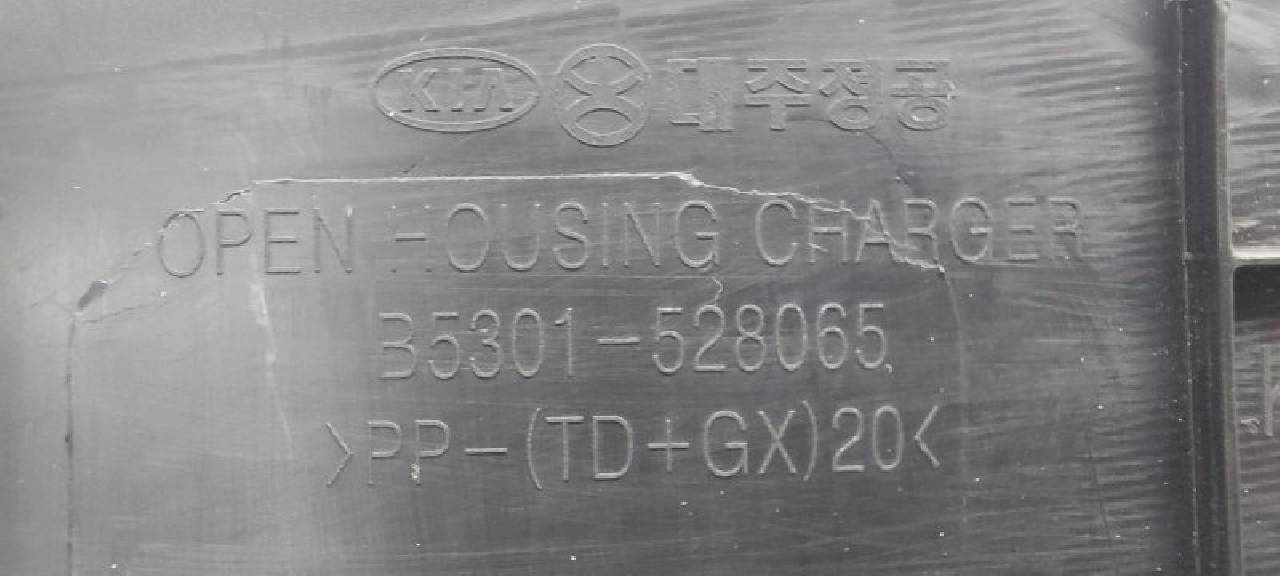 KIA 대주정공
OPEN HOUSING CHARGER
B5301-528065
>PP-(TD+GX)20<